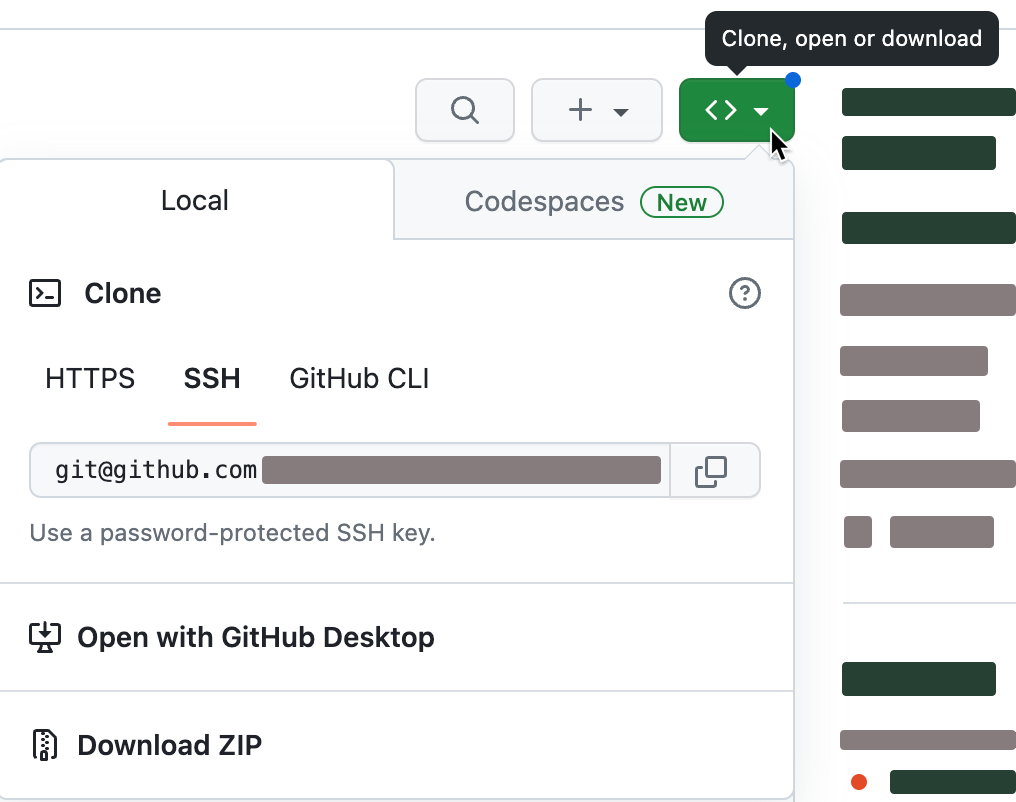 Clone, open or download
Local
Codespaces New
Clone
HTTPS SSH GitHub CLI
git@github.com
Use a password-protected SSH key.
Open with GitHub Desktop
Download ZIP